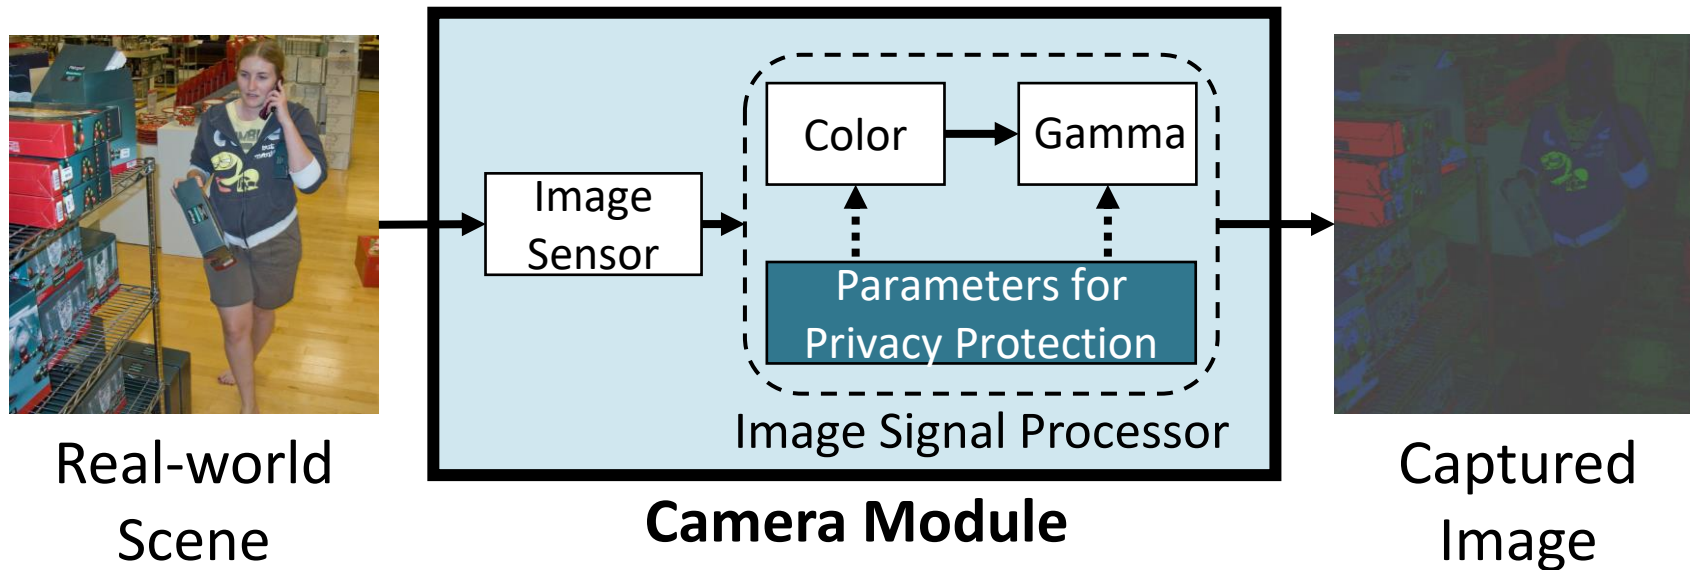 Real-world
Scene
Image
Sensor
Color
Gamma
Parameters for
Privacy Protection
Image Signal Processor
Camera Module
Captured
Image